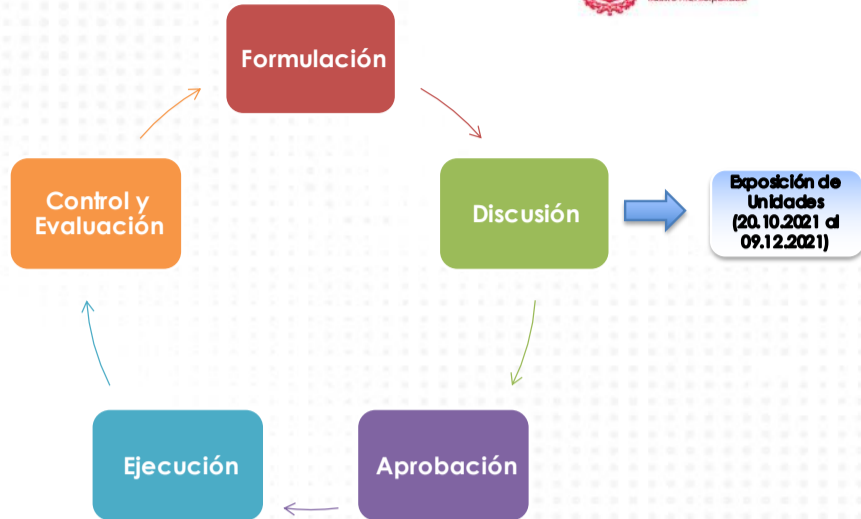 Formulación
Discusión
Exposición de
Unidades
(20.10.2021 al
09.12.2021)
Aprobación
Ejecución
Control y
Evaluación